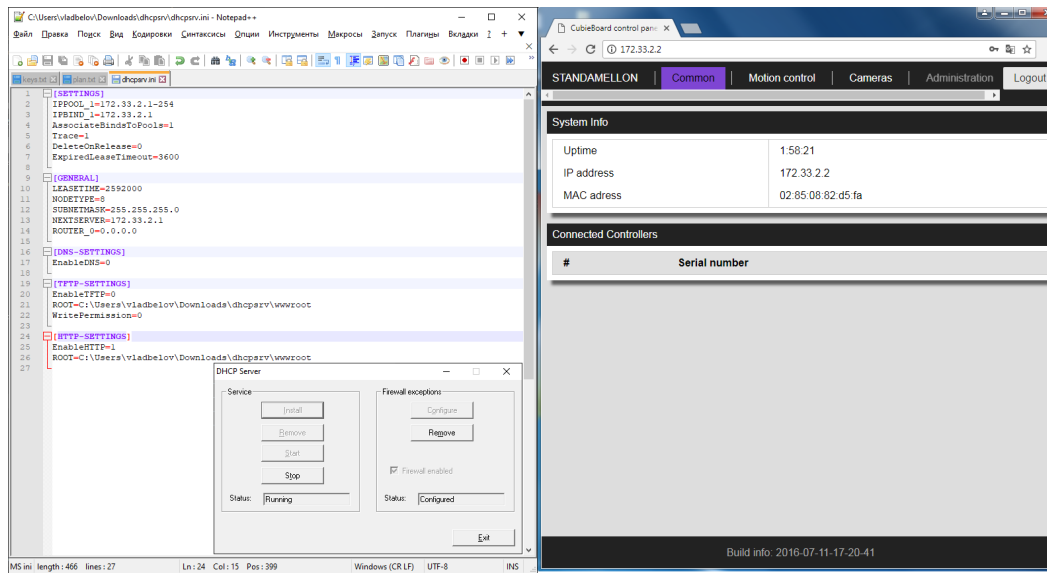 C:\Users\vladbelov\Downloads\dhcpsrv\dhcpsrv.ini - Notepad++
Файл Правка Поиск Вид Кодировки Синтаксисы Опции Инструменты Макросы Запуск Плагины Вкладки ? + ▼ X
keys.txt plan.txt dhcpsrv.ini
1 [SETTINGS]
2 IPPOOL_1=172.33.2.1-254
3 IPBIND_1=172.33.2.1
4 AssociateBindsToPools=1
5 Trace=1
6 DeleteOnRelease=0
7 ExpiredLeaseTimeout=3600
8
9 [GENERAL]
10 LEASETIME=2592000
11 NODETYPE=8
12 SUBNETMASK=255.255.255.0
13 NEXTSERVER=172.33.2.1
14 ROUTER_0=0.0.0.0
15
16 [DNS-SETTINGS]
17 EnableDNS=0
18
19 [TFTP-SETTINGS]
20 EnableTFTP=0
21 ROOT=C:\Users\vladbelov\Downloads\dhcpsrv\wwwroot
22 WritePermission=0
23
24 [HTTP-SETTINGS]
25 EnableHTTP=1
26 ROOT=C:\Users\vladbelov\Downloads\dhcpsrv\wwwroot
27
DHCP Server
Service
Install
Remove
Start
Stop
Status: Running
Firewall exceptions
Configure
Remove
Firewall enabled
Status: Configured
Exit
MS ini length : 466 lines : 27 Ln : 24 Col : 15 Pos : 399 Windows (CR LF) UTF-8 INS
CubieBoard control pane
172.33.2.2
STANDAMELLON Common Motion control Cameras Administration Logout
System Info
Uptime 1:58:21
IP address 172.33.2.2
MAC adress 02:85:08:82:d5:fa
Connected Controllers
# Serial number
Build info: 2016-07-11-17-20-41